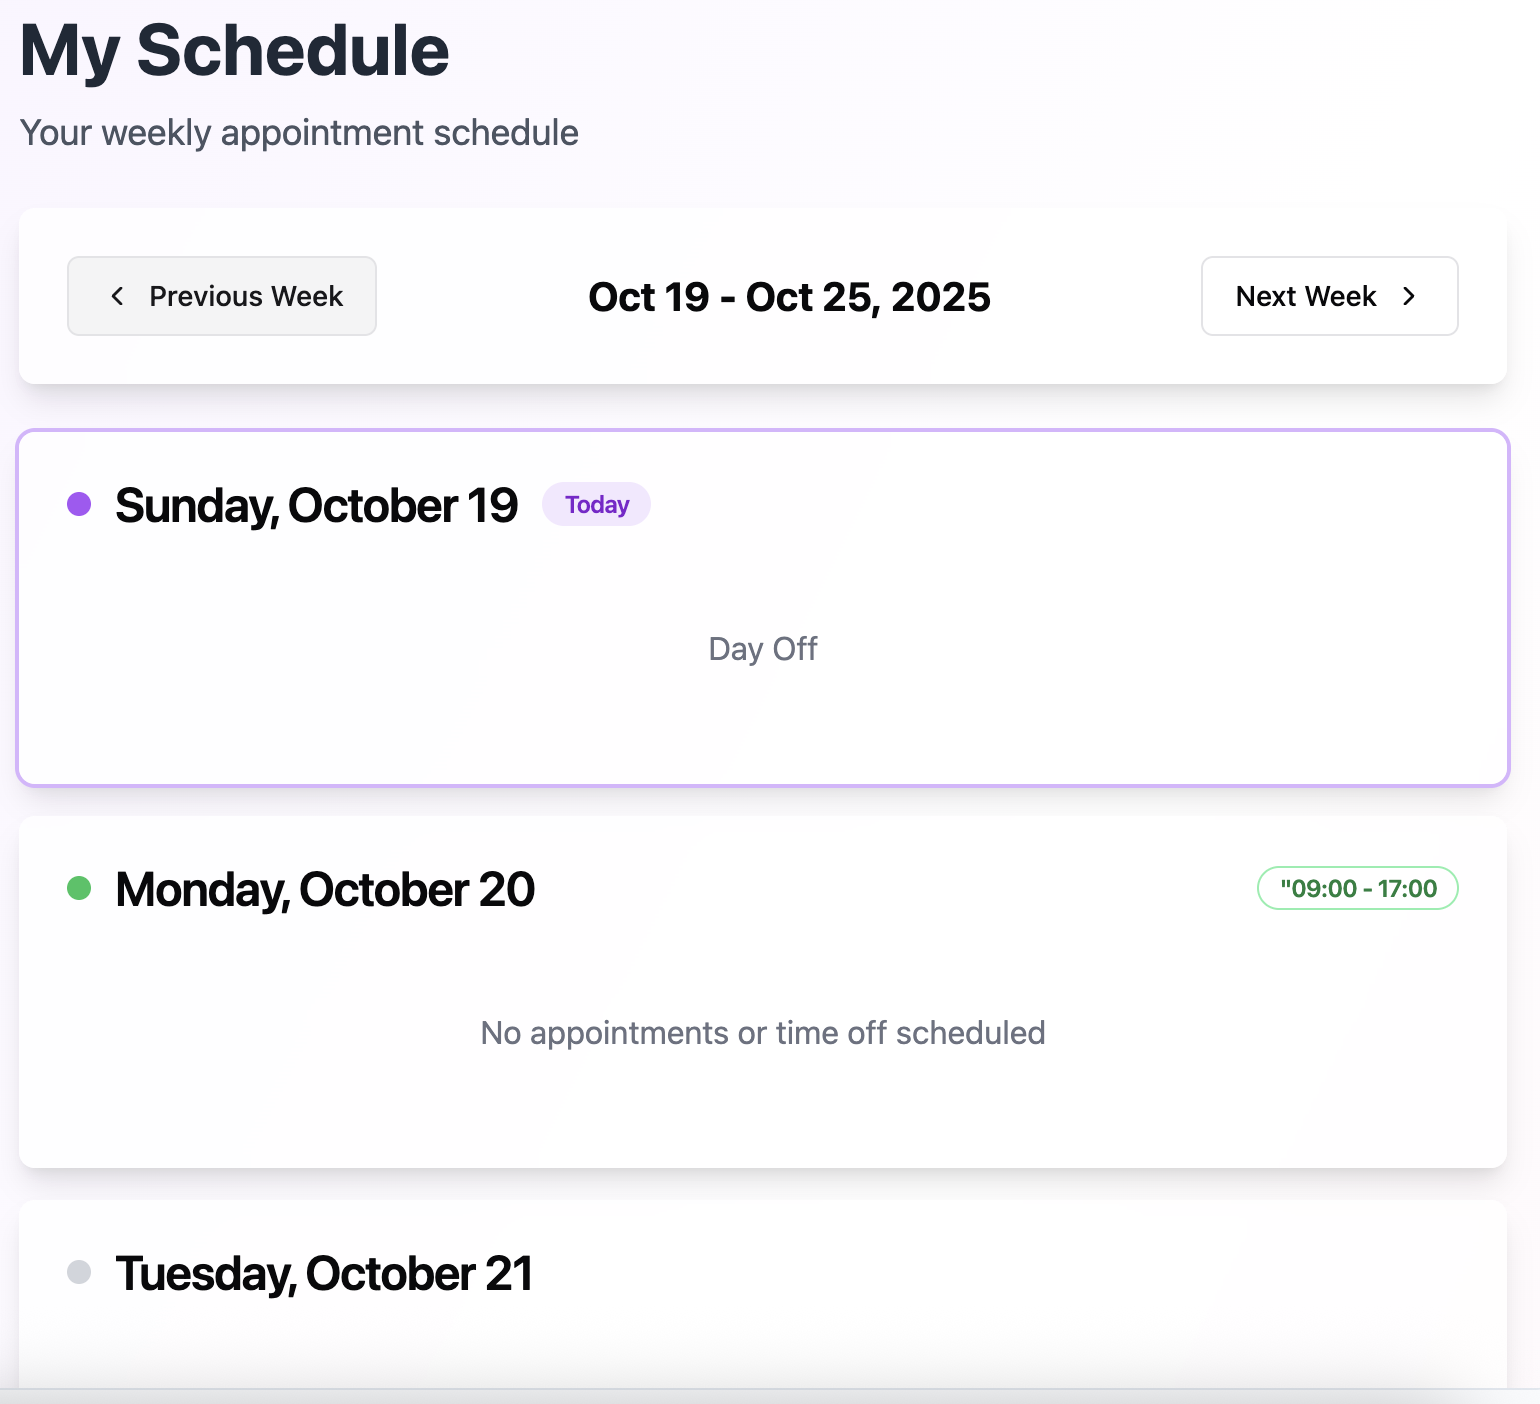 My Schedule
Your weekly appointment schedule
Previous Week
Oct 19 - Oct 25, 2025
Next Week
Sunday, October 19
Today
Day Off
Monday, October 20
"09:00 - 17:00
No appointments or time off scheduled
Tuesday, October 21